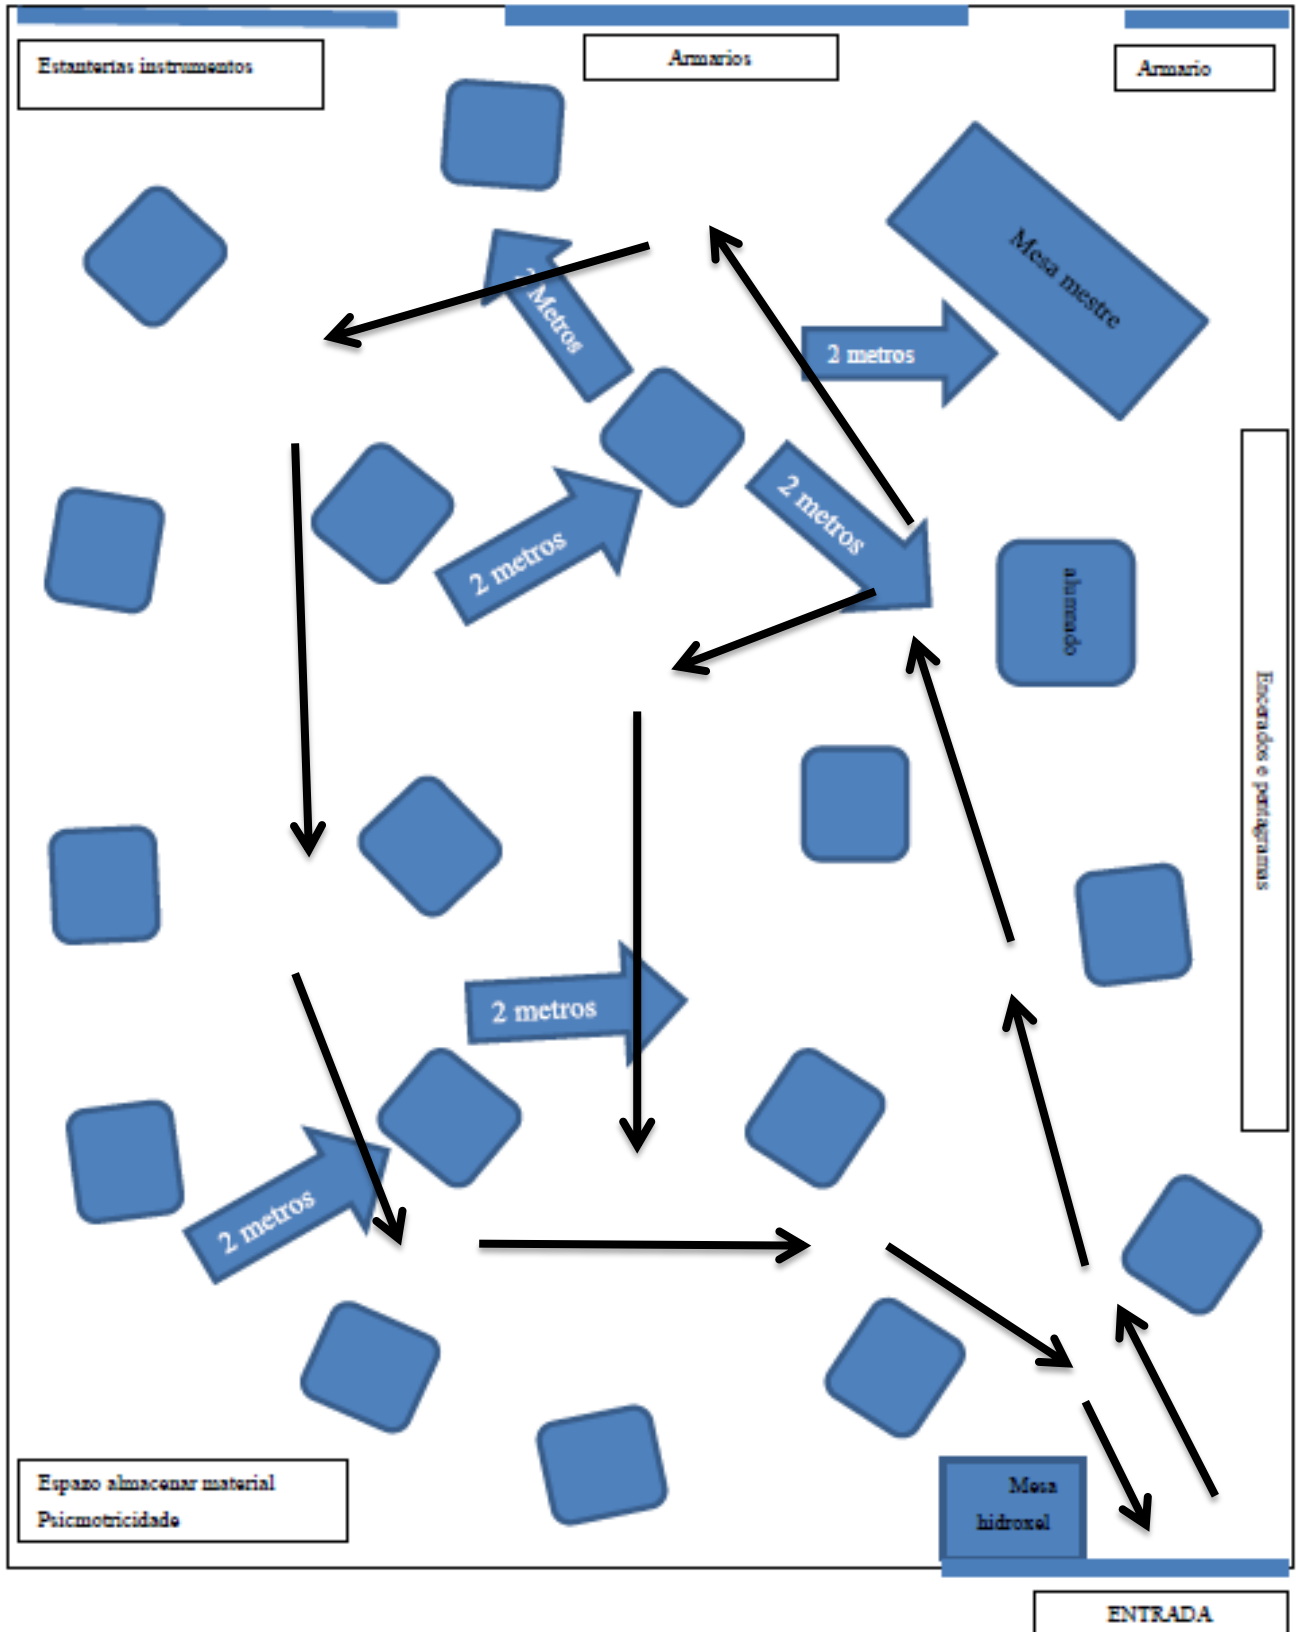 Estanterías instrumentos
Armarios
Armario
Mesa mestre
2 Metros
2 metros
2 metros
2 metros
alumnado
Encerados e pentagramas
2 metros
2 metros
Espazo almacenar material
Psicmotricidade
Mesa
hidroxel
ENTRADA